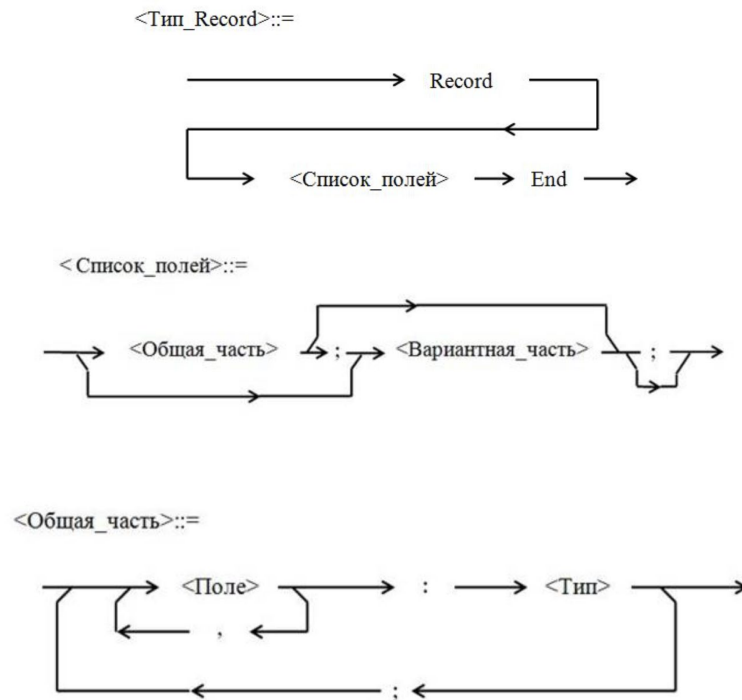 <Тип_Record>::=
Record
<Список_полей> End
< Список_полей>::=
<Общая_часть> ; <Вариантная_часть> ;
<Общая_часть>::=
<Поле> : <Тип>
,
;